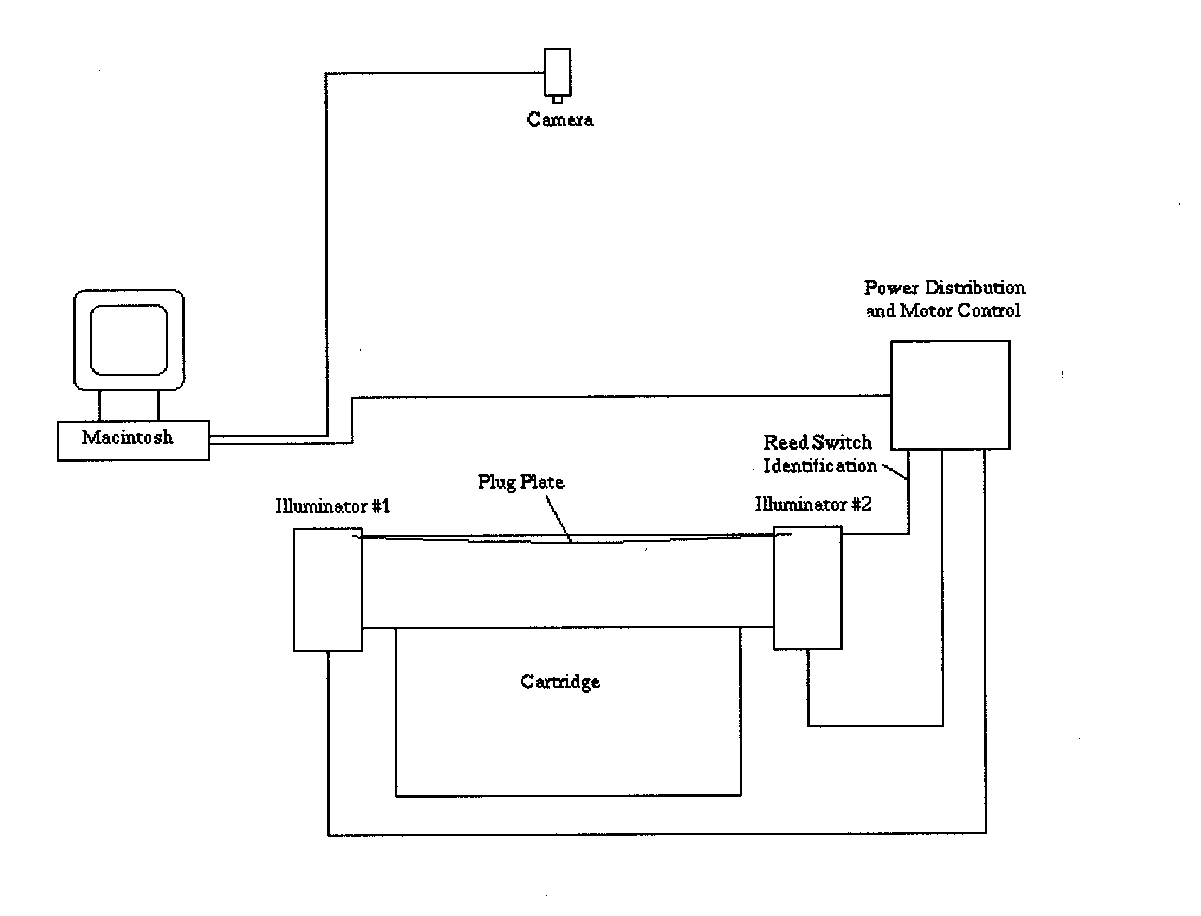 Camera
Power Distribution
and Motor Control
Macintosh
Reed Switch
Identification
Plug Plate
Illuminator #1
Illuminator #2
Cartridge